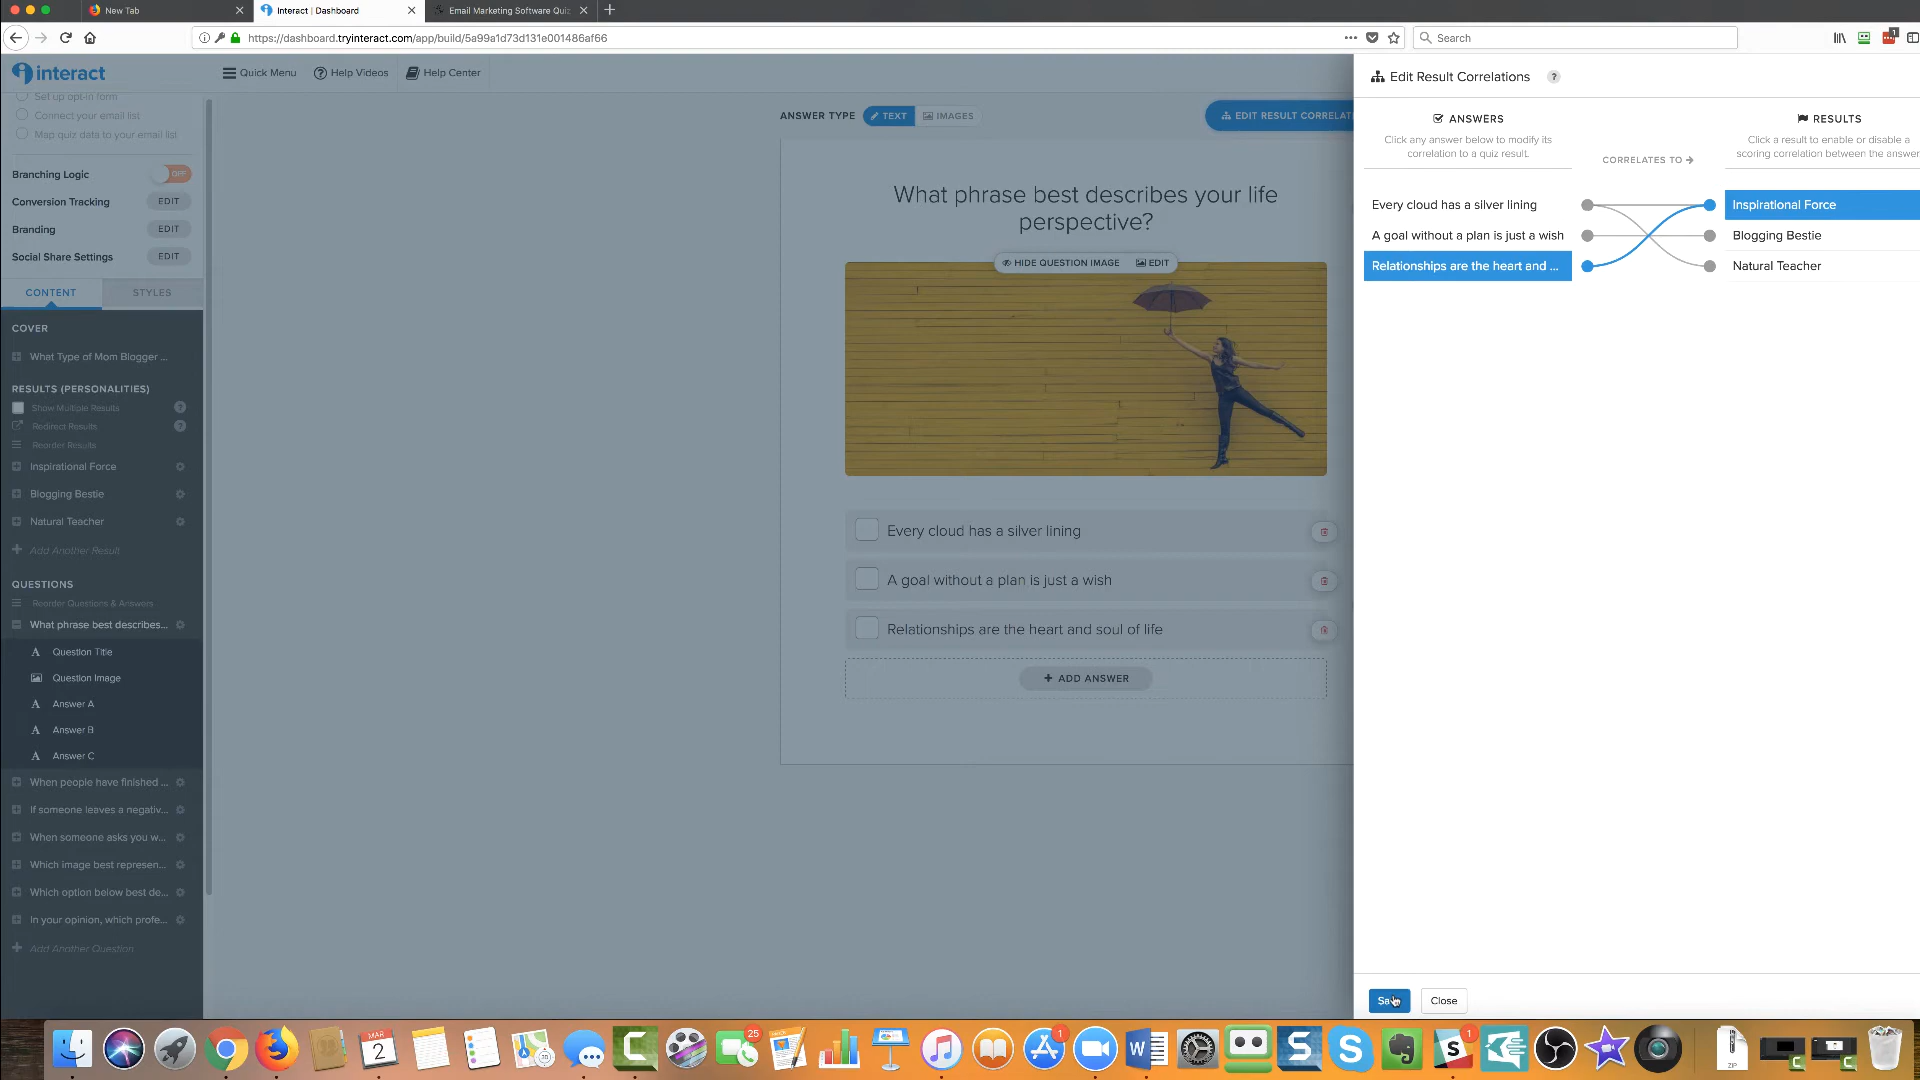 New Tab
Interact | Dashboard
Email Marketing Software Quiz
https://dashboard.tryinteract.com/app/build/5a99a1d73d131e001486af66
Search
1
interact
Quick Menu
Help Videos
Help Center
Set up opt-in form
Connect your email list
Map quiz data to your email list
Branching Logic
OFF
Conversion Tracking
EDIT
Branding
EDIT
Social Share Settings
EDIT
CONTENT
STYLES
COVER
What Type of Mom Blogger ...
RESULTS (PERSONALITIES)
Show Multiple Results
?
Redirect Results
?
Reorder Results
Inspirational Force
Blogging Bestie
Natural Teacher
+ Add Another Result
QUESTIONS
Reorder Questions & Answers
What phrase best describes...
A Question Title
Question Image
A Answer A
A Answer B
A Answer C
When people have finished ...
If someone leaves a negativ...
When someone asks you w...
Which image best represen...
Which option below best de...
In your opinion, which profe...
+ Add Another Question
ANSWER TYPE
TEXT
IMAGES
EDIT RESULT CORRELAT
What phrase best describes your life
perspective?
HIDE QUESTION IMAGE
EDIT
Every cloud has a silver lining
A goal without a plan is just a wish
Relationships are the heart and soul of life
+ ADD ANSWER
Edit Result Correlations ?
ANSWERS
Click any answer below to modify its
correlation to a quiz result.
CORRELATES TO →
RESULTS
Click a result to enable or disable a
scoring correlation between the answer
Every cloud has a silver lining
A goal without a plan is just a wish
Relationships are the heart and ...
Inspirational Force
Blogging Bestie
Natural Teacher
Close
MAR
2
25
1
W
S
S
1
C
ZIP
C
C